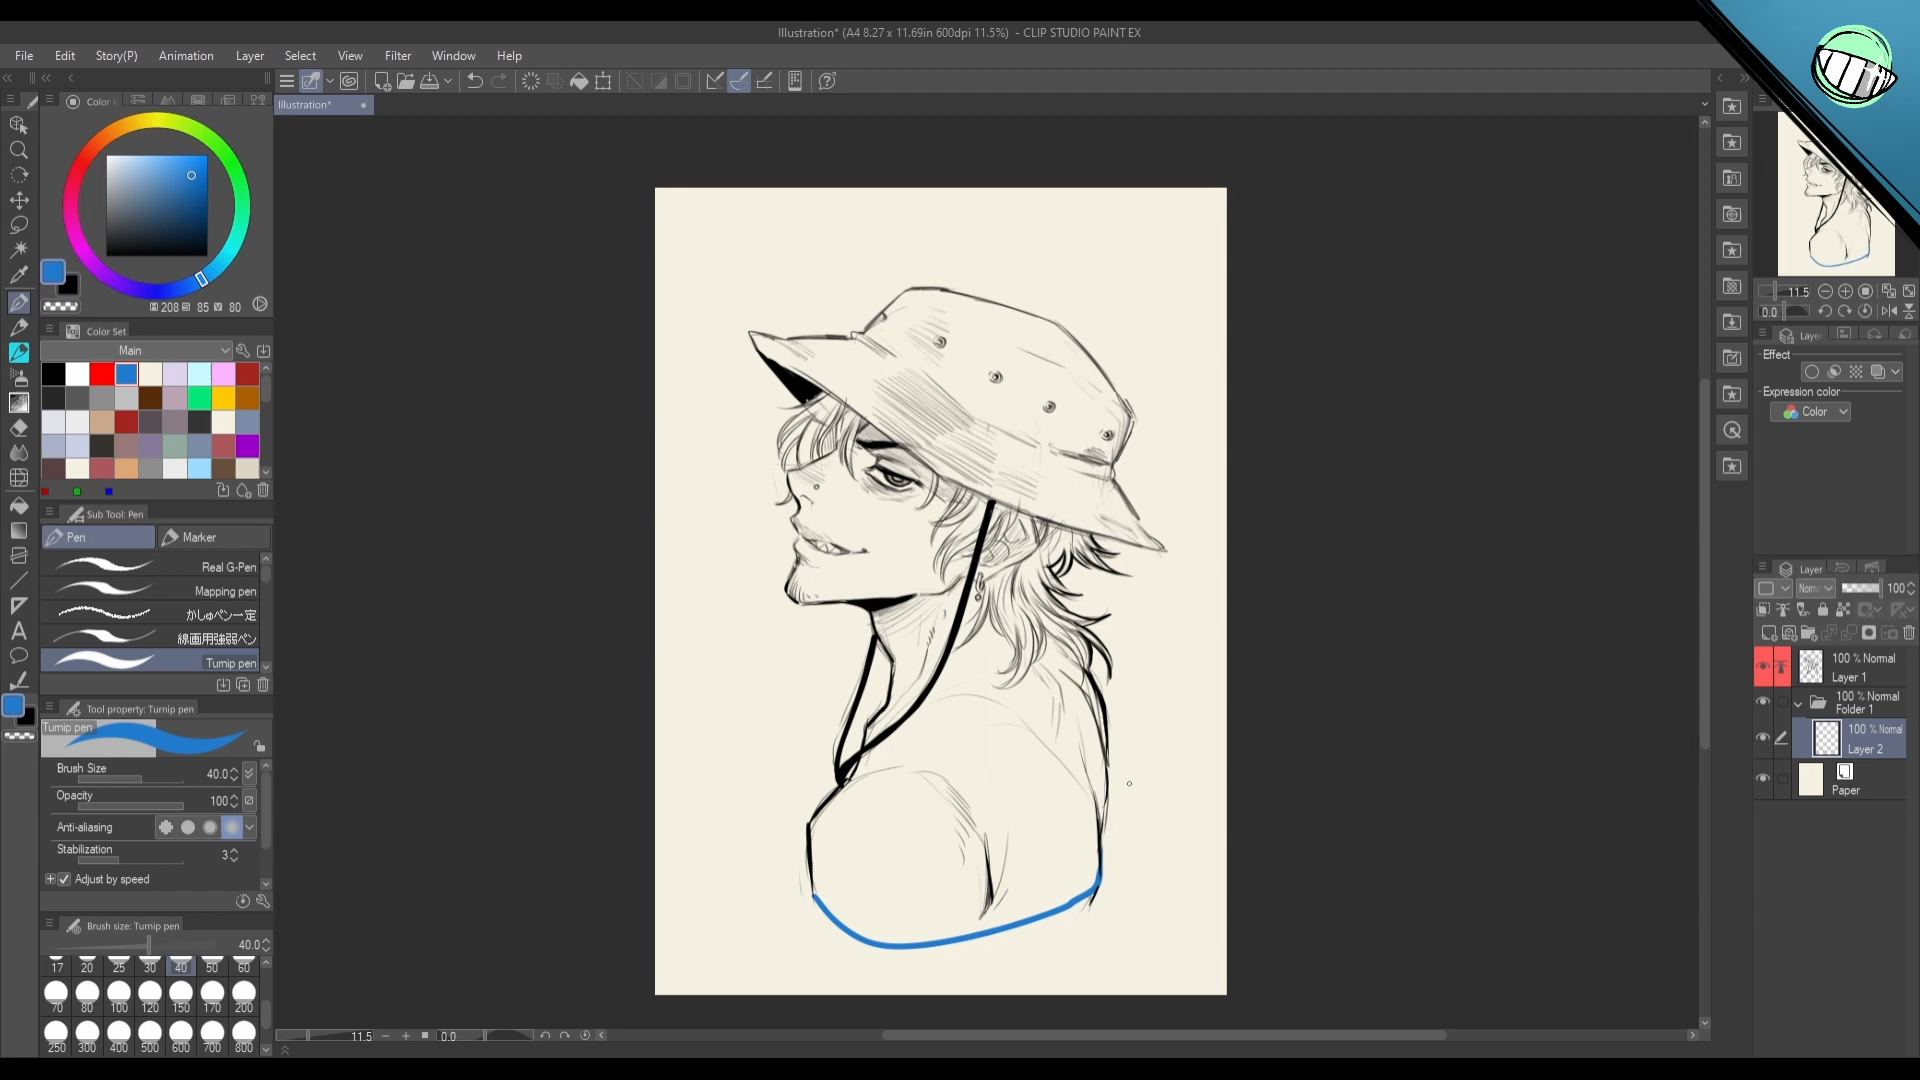 Illustration* (A4 8.27 x 11.69in 600dpi 11.5%) - CLIP STUDIO PAINT EX
File Edit Story(P) Animation Layer Select View Filter Window Help
Illustration*
208 85 V 80
Color Set
Main
Sub Tool: Pen
Pen Marker
Real G-Pen
Mapping pen
かしゅペン一定
線画用強弱ペン
Turnip pen
Tool property: Turnip pen
Turnip pen
Brush Size 40.0
Opacity 100
Anti-aliasing
Stabilization 3
Adjust by speed
Brush size: Turnip pen
40.0
17 20 25 30 40 50 60
70 80 100 120 150 170 200
250 300 400 500 600 700 800
11.5 0.0
11.5
0.0
Layer
Effect
Expression color
Color
Layer
Norm 100
100 % Normal
Layer 1
100 % Normal
Folder 1
100 % Normal
Layer 2
Paper